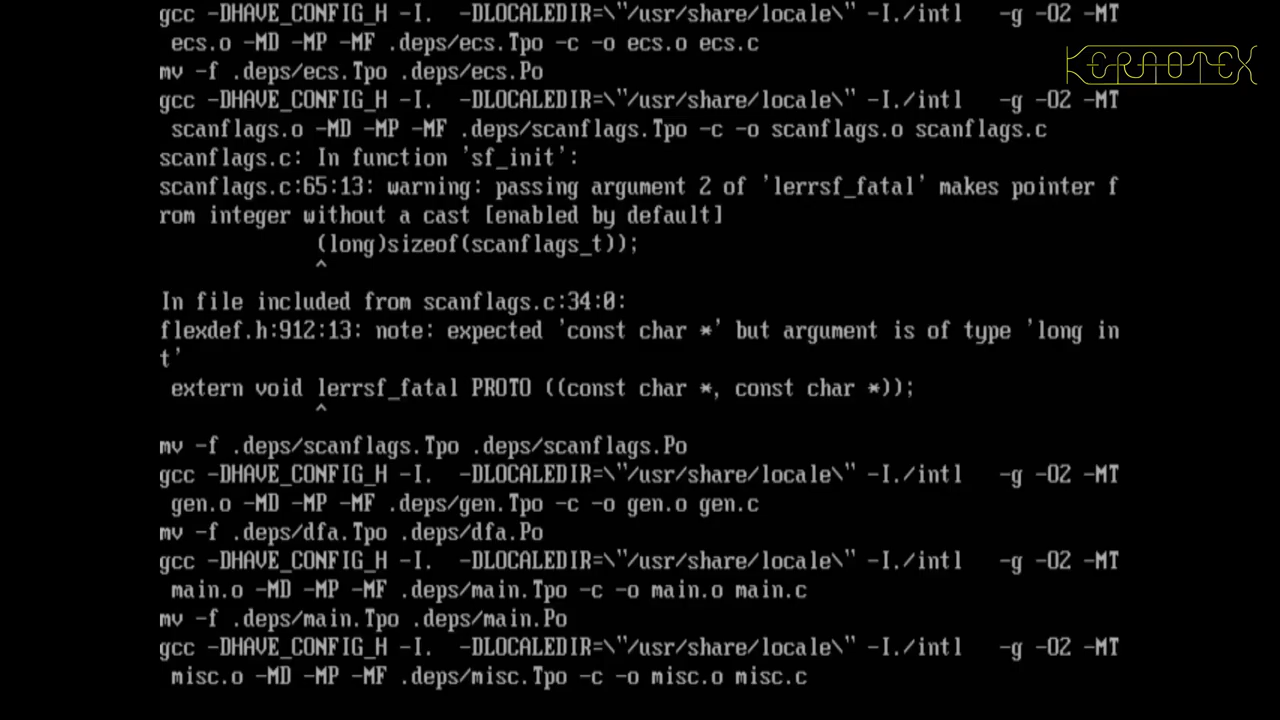 gcc -DHAVE_CONFIG_H -I.  -DLOCALEDIR=\"/usr/share/locale\" -I./intl   -g -O2 -MT
 ecs.o -MD -MP -MF .deps/ecs.Tpo -c -o ecs.o ecs.c
mv -f .deps/ecs.Tpo .deps/ecs.Po
KERNOTEX
gcc -DHAVE_CONFIG_H -I.  -DLOCALEDIR=\"/usr/share/locale\" -I./intl   -g -O2 -MT
 scanflags.o -MD -MP -MF .deps/scanflags.Tpo -c -o scanflags.o scanflags.c
scanflags.c: In function 'sf_init':
scanflags.c:65:13: warning: passing argument 2 of 'lerrsf_fatal' makes pointer f
rom integer without a cast [enabled by default]
             (long)sizeof(scanflags_t));
             ^
In file included from scanflags.c:34:0:
flexdef.h:912:13: note: expected 'const char *' but argument is of type 'long in
t'
 extern void lerrsf_fatal PROTO ((const char *, const char *));
             ^
mv -f .deps/scanflags.Tpo .deps/scanflags.Po
gcc -DHAVE_CONFIG_H -I.  -DLOCALEDIR=\"/usr/share/locale\" -I./intl   -g -O2 -MT
 gen.o -MD -MP -MF .deps/gen.Tpo -c -o gen.o gen.c
mv -f .deps/dfa.Tpo .deps/dfa.Po
gcc -DHAVE_CONFIG_H -I.  -DLOCALEDIR=\"/usr/share/locale\" -I./intl   -g -O2 -MT
 main.o -MD -MP -MF .deps/main.Tpo -c -o main.o main.c
mv -f .deps/main.Tpo .deps/main.Po
gcc -DHAVE_CONFIG_H -I.  -DLOCALEDIR=\"/usr/share/locale\" -I./intl   -g -O2 -MT
 misc.o -MD -MP -MF .deps/misc.Tpo -c -o misc.o misc.c